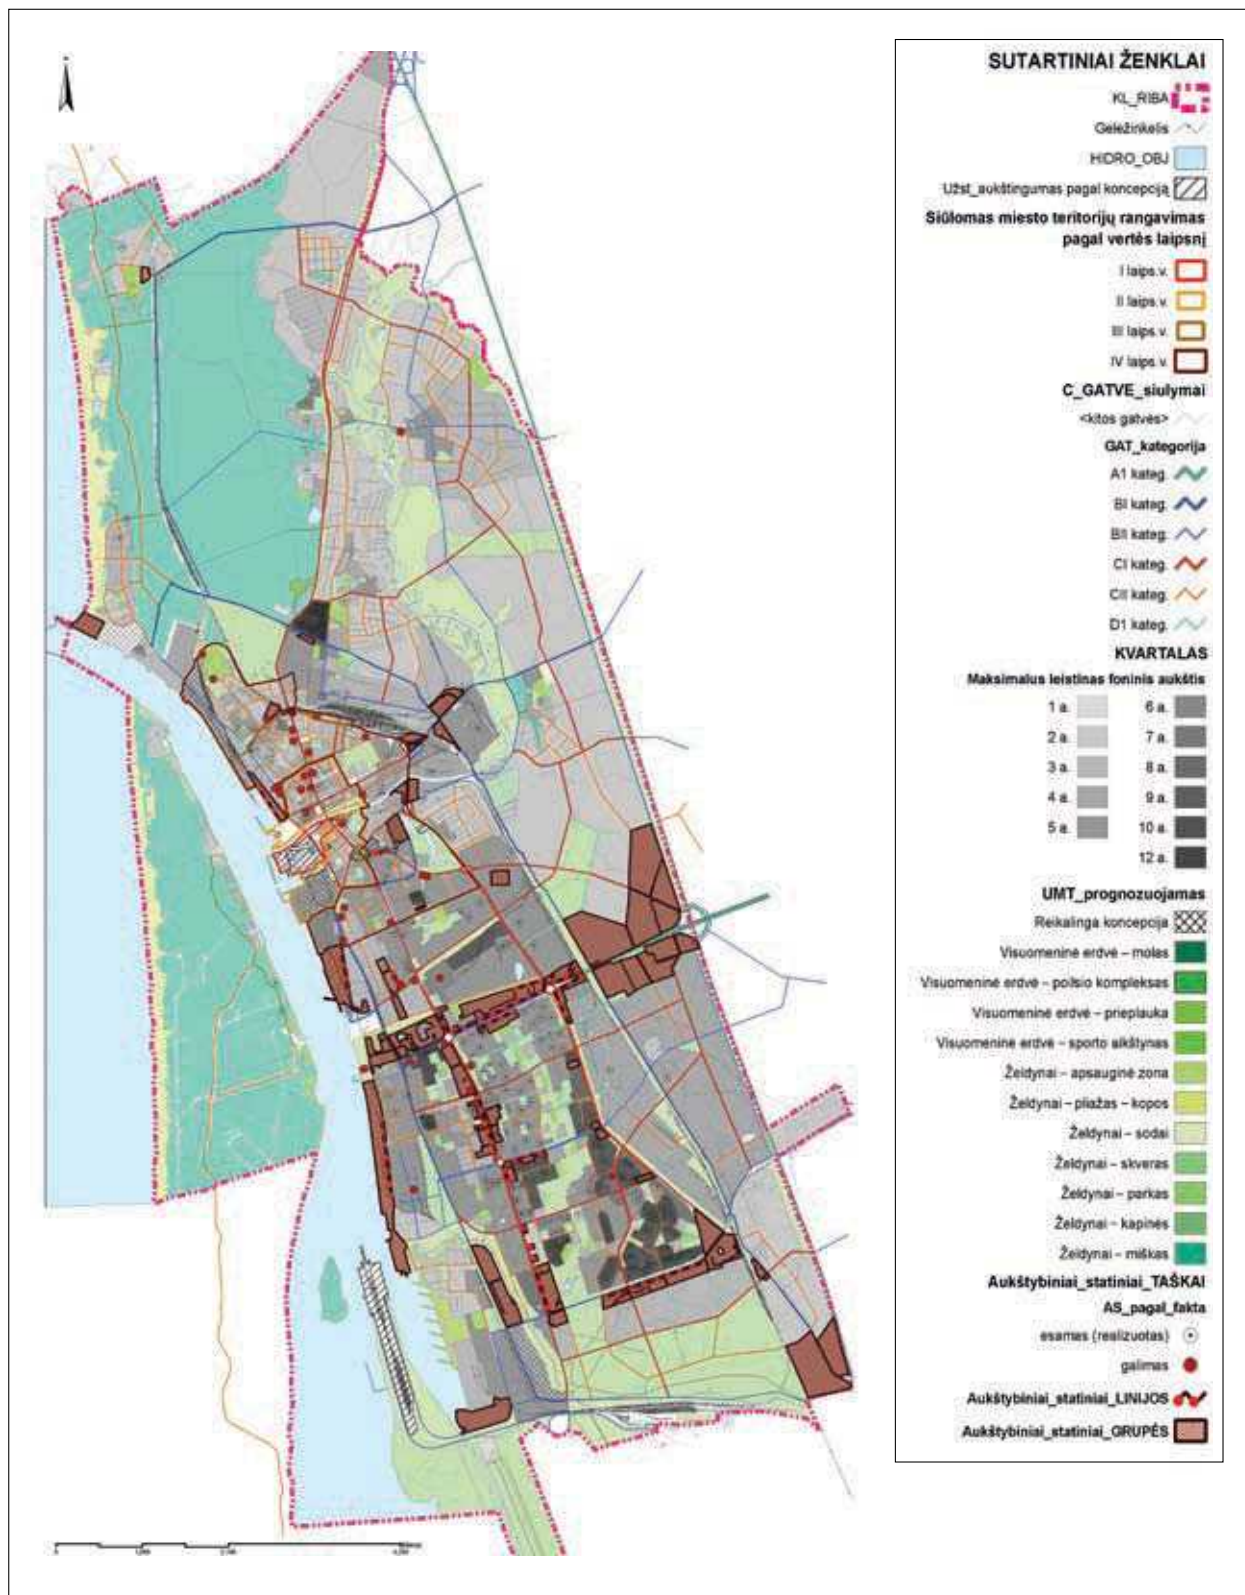 SUTARTINIAI ŽENKLAI
KL_RIBA
Geležinkelis
HIDRO_OBJ
Užst_aukštingumas pagal koncepciją
Siūlomas miesto teritorijų rangavimas
pagal vertės laipsnį
I laips.v.
II laips.v.
III laips.v.
IV laips.v.
C_GATVE_siulymai
<kitos gatvės>
GAT_kategorija
A1 kateg.
BI kateg.
BII kateg.
CI kateg.
CII kateg.
D1 kateg.
KVARTALAS
Maksimalus leistinas foninis aukštis
1 a. 6 a.
2 a. 7 a.
3 a. 8 a.
4 a. 9 a.
5 a. 10 a.
12 a.
UMT_prognozuojamas
Reikalinga koncepcija
Visuomeninė erdvė – molas
Visuomeninė erdvė – poilsio kompleksas
Visuomeninė erdvė – prieplauka
Visuomeninė erdvė – sporto aikštynas
Želdynai – apsauginė zona
Želdynai – pliažas – kopos
Želdynai – sodai
Želdynai – skveras
Želdynai – parkas
Želdynai – kapinės
Želdynai – miškas
Aukštybiniai_statiniai_TAŠKAI
AS_pagal_fakta
esamas (realizuotas)
galimas
Aukštybiniai_statiniai_LINIJOS
Aukštybiniai_statiniai_GRUPĖS
0